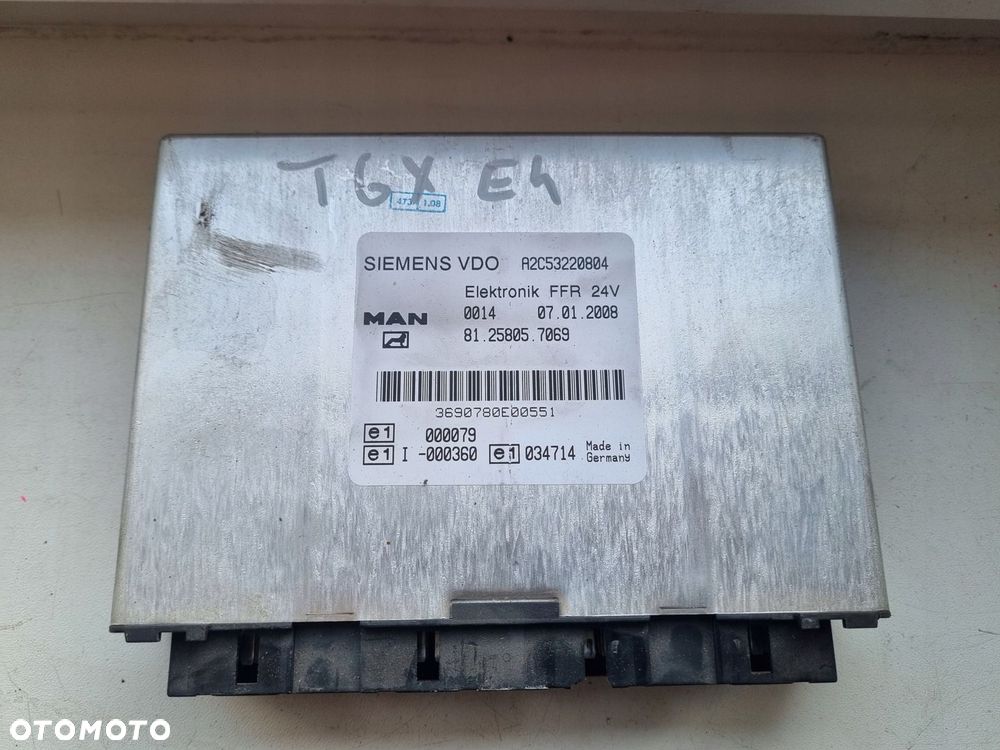 TGX E4
473 1.08
SIEMENS VDO A2C53220804
Elektronik FFR 24V
MAN 0014 07.01.2008
81.25805.7069
3690780E00551
e1 000079
e1 I -000360 e1 034714 Made in Germany
OTOMOTO